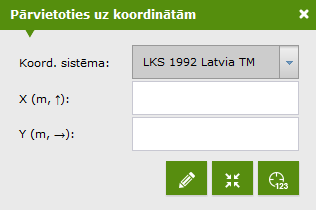 Pārvietoties uz koordinātām
Koord. sistēma: LKS 1992 Latvia TM
X (m, ↑):
Y (m, →):
123